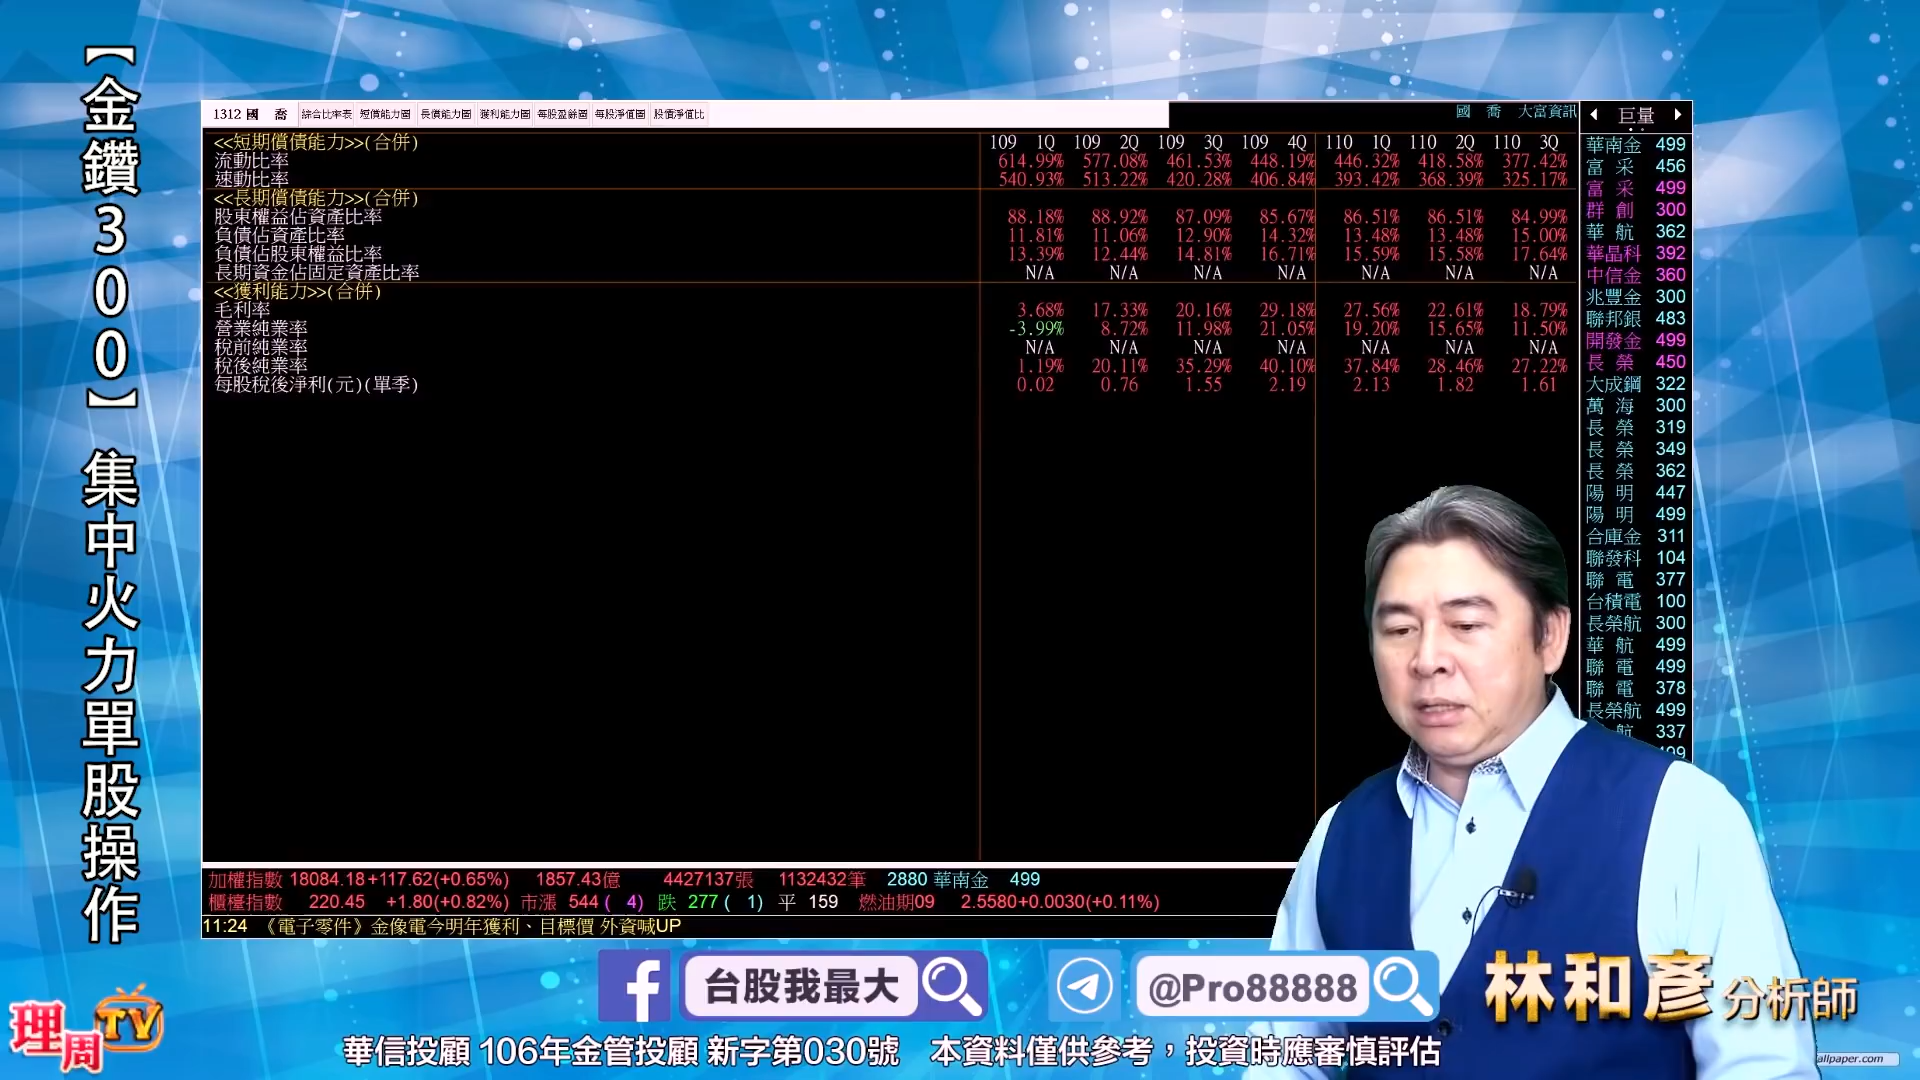 【金鑽300】集中火力單股操作
1312 國 喬 綜合比率表 短償能力圖 長償能力圖 獲利能力圖 每股盈餘圖 每股淨值圖 股價淨值比
國 喬 大富資訊
巨量
<<短期償債能力>>(合併) 109 1Q 109 2Q 109 3Q 109 4Q 110 1Q 110 2Q 110 3Q
流動比率 614.99% 577.08% 461.53% 448.19% 446.32% 418.58% 377.42%
速動比率 540.93% 513.22% 420.28% 406.84% 393.42% 368.39% 325.17%
<<長期償債能力>>(合併)
股東權益佔資產比率 88.18% 88.92% 87.09% 85.67% 86.51% 86.51% 84.99%
負債佔資產比率 11.81% 11.06% 12.90% 14.32% 13.48% 13.48% 15.00%
負債佔股東權益比率 13.39% 12.44% 14.81% 16.71% 15.59% 15.58% 17.64%
長期資金佔固定資產比率 N/A N/A N/A N/A N/A N/A N/A
<<獲利能力>>(合併)
毛利率 3.68% 17.33% 20.16% 29.18% 27.56% 22.61% 18.79%
營業純業率 -3.99% 8.72% 11.98% 21.05% 19.20% 15.65% 11.50%
稅前純業率 N/A N/A N/A N/A N/A N/A N/A
稅後純業率 1.19% 20.11% 35.29% 40.10% 37.84% 28.46% 27.22%
每股稅後淨利(元)(單季) 0.02 0.76 1.55 2.19 2.13 1.82 1.61
華南金 499
富 采 456
富 采 499
群 創 300
華 航 362
華晶科 392
中信金 360
兆豐金 300
聯邦銀 483
開發金 499
長 榮 450
大成鋼 322
萬 海 300
長 榮 319
長 榮 349
長 榮 362
陽 明 447
陽 明 499
合庫金 311
聯發科 104
聯 電 377
台積電 100
長榮航 300
華 航 499
聯 電 499
聯 電 378
長榮航 499
航 337
加權指數 18084.18+117.62(+0.65%) 1857.43億 4427137張 1132432筆 2880 華南金 499
櫃檯指數 220.45 +1.80(+0.82%) 市漲 544( 4) 跌 277( 1) 平 159 燃油期09 2.5580+0.0030(+0.11%)
11:24 《電子零件》金像電今明年獲利、目標價 外資喊UP
台股我最大
@Pro88888
林和彥 分析師
理周TV
華信投顧 106年金管投顧 新字第030號 本資料僅供參考，投資時應審慎評估
allpaper.com